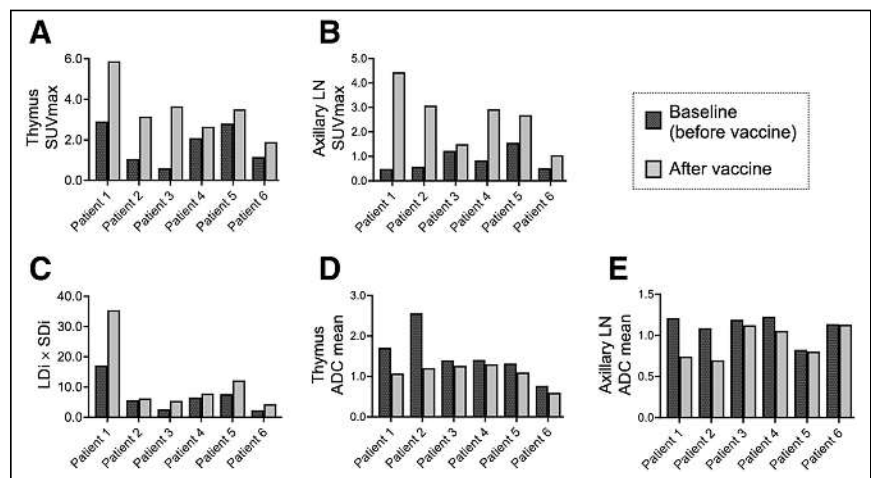 A
Thymus
SUVmax
6.0
4.0
2.0
0.0
Patient 1
Patient 2
Patient 3
Patient 4
Patient 5
Patient 6
B
Axillary LN
SUVmax
5.0
4.0
3.0
2.0
1.0
0.0
Patient 1
Patient 2
Patient 3
Patient 4
Patient 5
Patient 6
Baseline
(before vaccine)
After vaccine
C
LDi × SDi
40.0
30.0
20.0
10.0
0.0
Patient 1
Patient 2
Patient 3
Patient 4
Patient 5
Patient 6
D
Thymus
ADC mean
3.0
2.0
1.0
0.0
Patient 1
Patient 2
Patient 3
Patient 4
Patient 5
Patient 6
E
Axillary LN
ADC mean
1.5
1.0
0.5
0.0
Patient 1
Patient 2
Patient 3
Patient 4
Patient 5
Patient 6